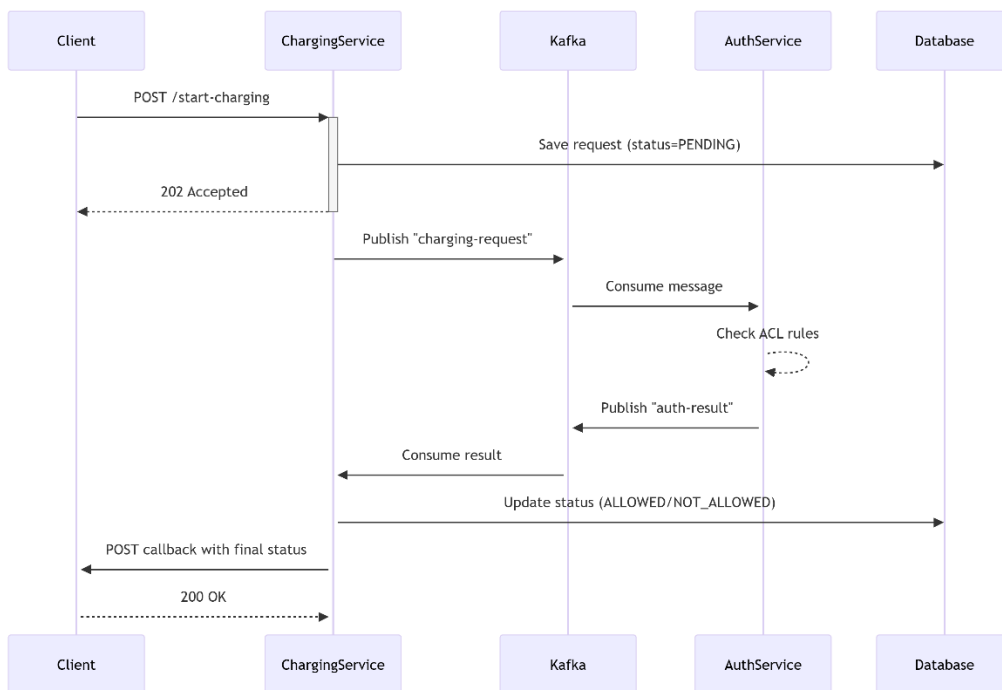 Client
ChargingService
Kafka
AuthService
Database
POST /start-charging
Save request (status=PENDING)
202 Accepted
Publish "charging-request"
Consume message
Check ACL rules
Publish "auth-result"
Consume result
Update status (ALLOWED/NOT_ALLOWED)
POST callback with final status
200 OK
Client
ChargingService
Kafka
AuthService
Database